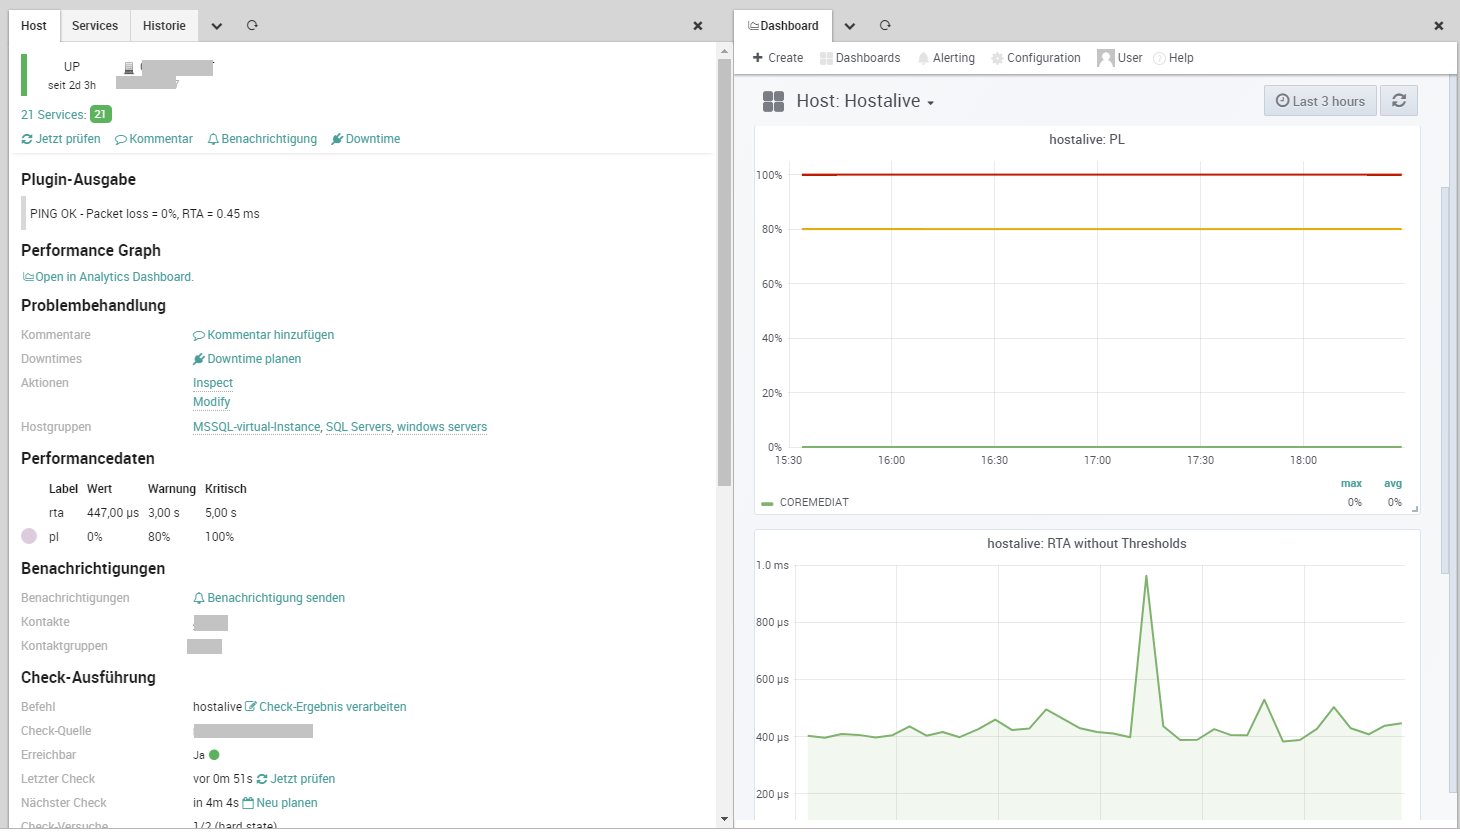 Host Services Historie
UP
seit 2d 3h
21 Services: 21
Jetzt prüfen Kommentar Benachrichtigung Downtime
Plugin-Ausgabe
PING OK - Packet loss = 0%, RTA = 0.45 ms
Performance Graph
Open in Analytics Dashboard.
Problembehandlung
Kommentare Kommentar hinzufügen
Downtimes Downtime planen
Aktionen Inspect
Modify
Hostgruppen MSSQL-virtual-Instance, SQL Servers, windows servers
Performancedaten
Label Wert Warnung Kritisch
rta 447,00 µs 3,00 s 5,00 s
pl 0% 80% 100%
Benachrichtigungen
Benachrichtigungen Benachrichtigung senden
Kontakte
Kontaktgruppen
Check-Ausführung
Befehl hostalive Check-Ergebnis verarbeiten
Check-Quelle
Erreichbar Ja
Letzter Check vor 0m 51s Jetzt prüfen
Nächster Check in 4m 4s Neu planen
Check-Versuche 1/2 (hard state)
Dashboard
Create Dashboards Alerting Configuration User Help
Host: Hostalive Last 3 hours
hostalive: PL
100%
80%
60%
40%
20%
0%
15:30 16:00 16:30 17:00 17:30 18:00
max avg
COREMEDIAT 0% 0%
hostalive: RTA without Thresholds
1.0 ms
800 µs
600 µs
400 µs
200 µs